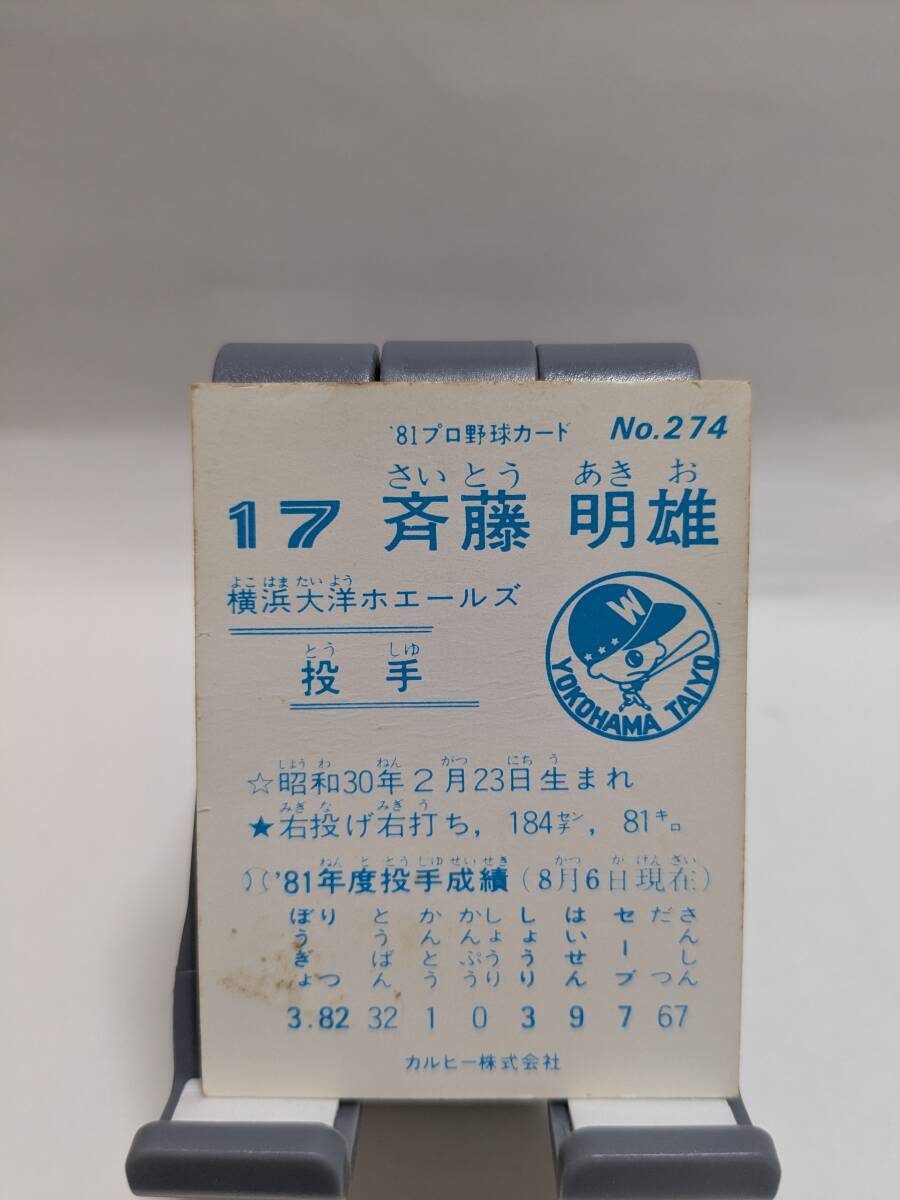 '81プロ野球カード No.274
さいとう あきお
17 斉藤 明雄
よこはまたいよう
横浜大洋ホエールズ
W
YOKOHAMA TAIYO
とう しゅ
投手
しょうわ ねん がつ にち う
☆昭和30年2月23日生まれ
みぎな みぎう
★右投げ右打ち, 184センチ, 81キロ
ねんど とうしゅせいせき がつ か げんざい
'81年度投手成績(8月6日現在)
ぼうぎょりつ とうばん かんとう かんぷしょうり しょうり はいせん セーブ だつさんしん
3.82 32 1 0 3 9 7 67
カルビー株式会社